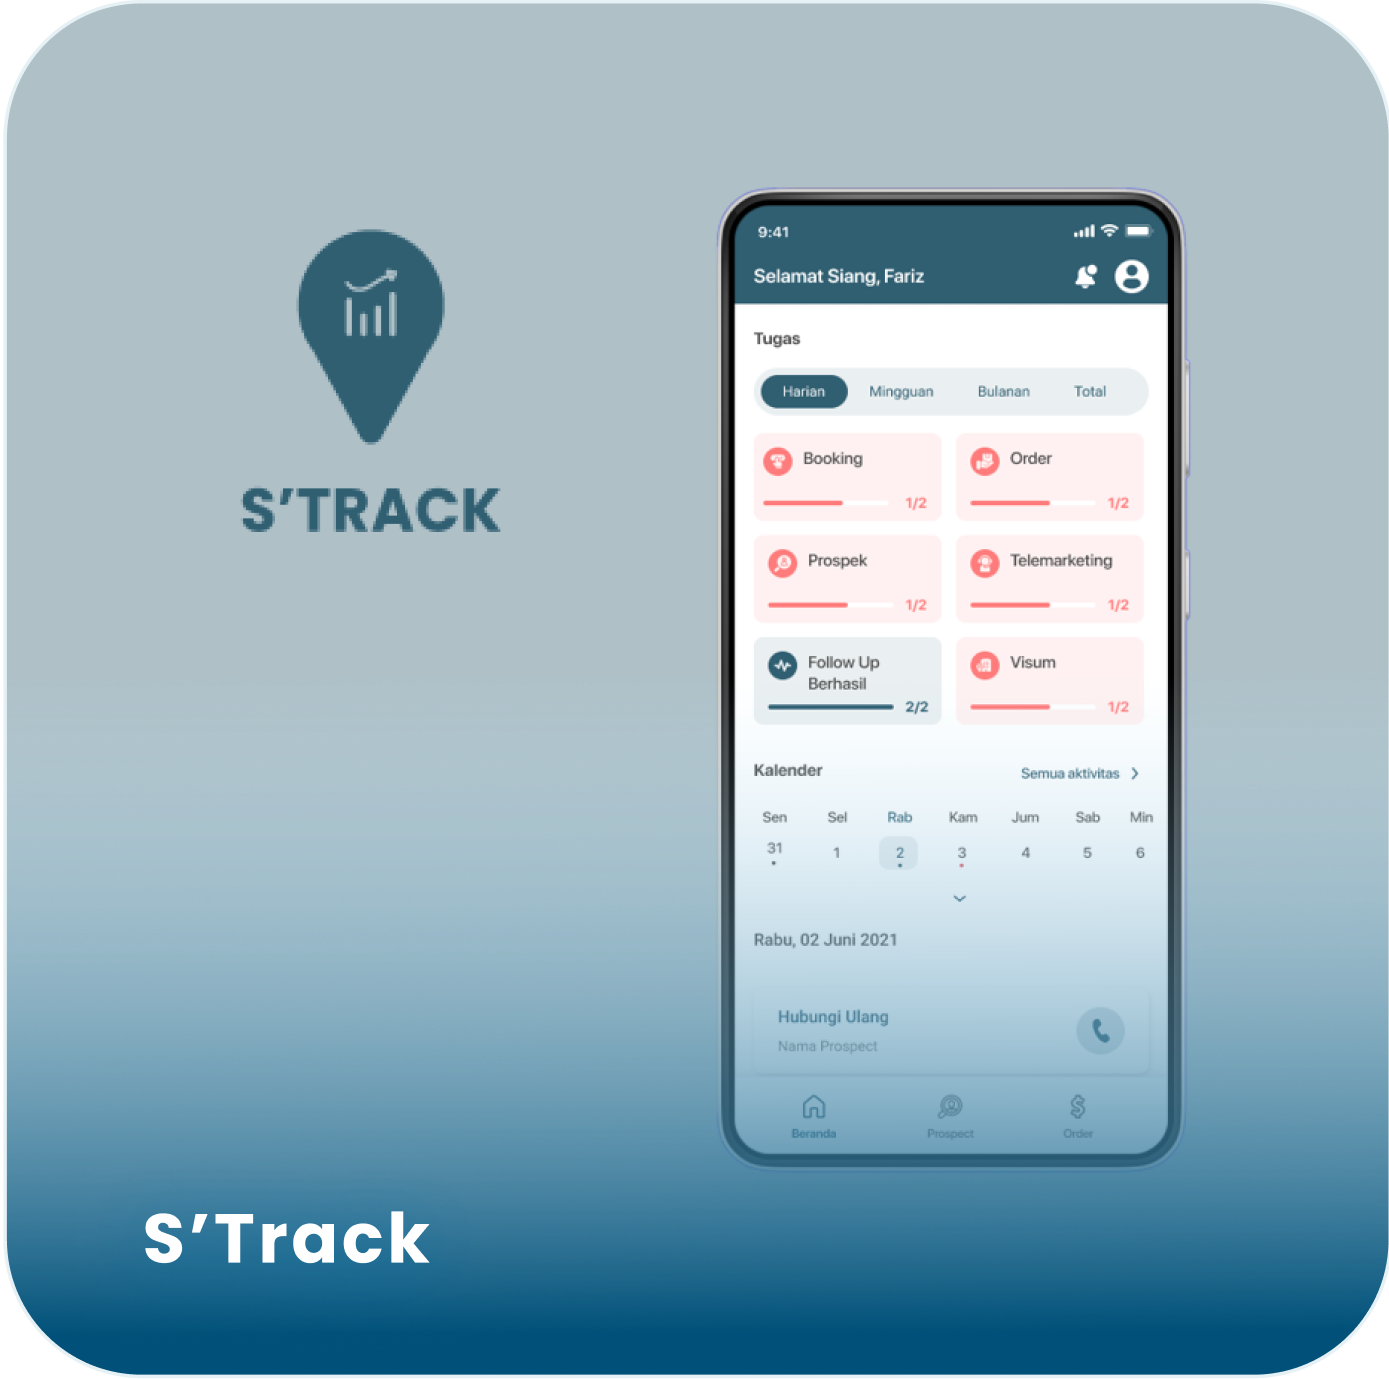 S'TRACK
9:41
Selamat Siang, Fariz
Tugas
Harian Mingguan Bulanan Total
Booking 1/2
Order 1/2
Prospek 1/2
Telemarketing 1/2
Follow Up
Berhasil 2/2
Visum 1/2
Kalender Semua aktivitas
Sen Sel Rab Kam Jum Sab Min
31 1 2 3 4 5 6
Rabu, 02 Juni 2021
Hubungi Ulang
Nama Prospect
Beranda Prospect Order
S'Track